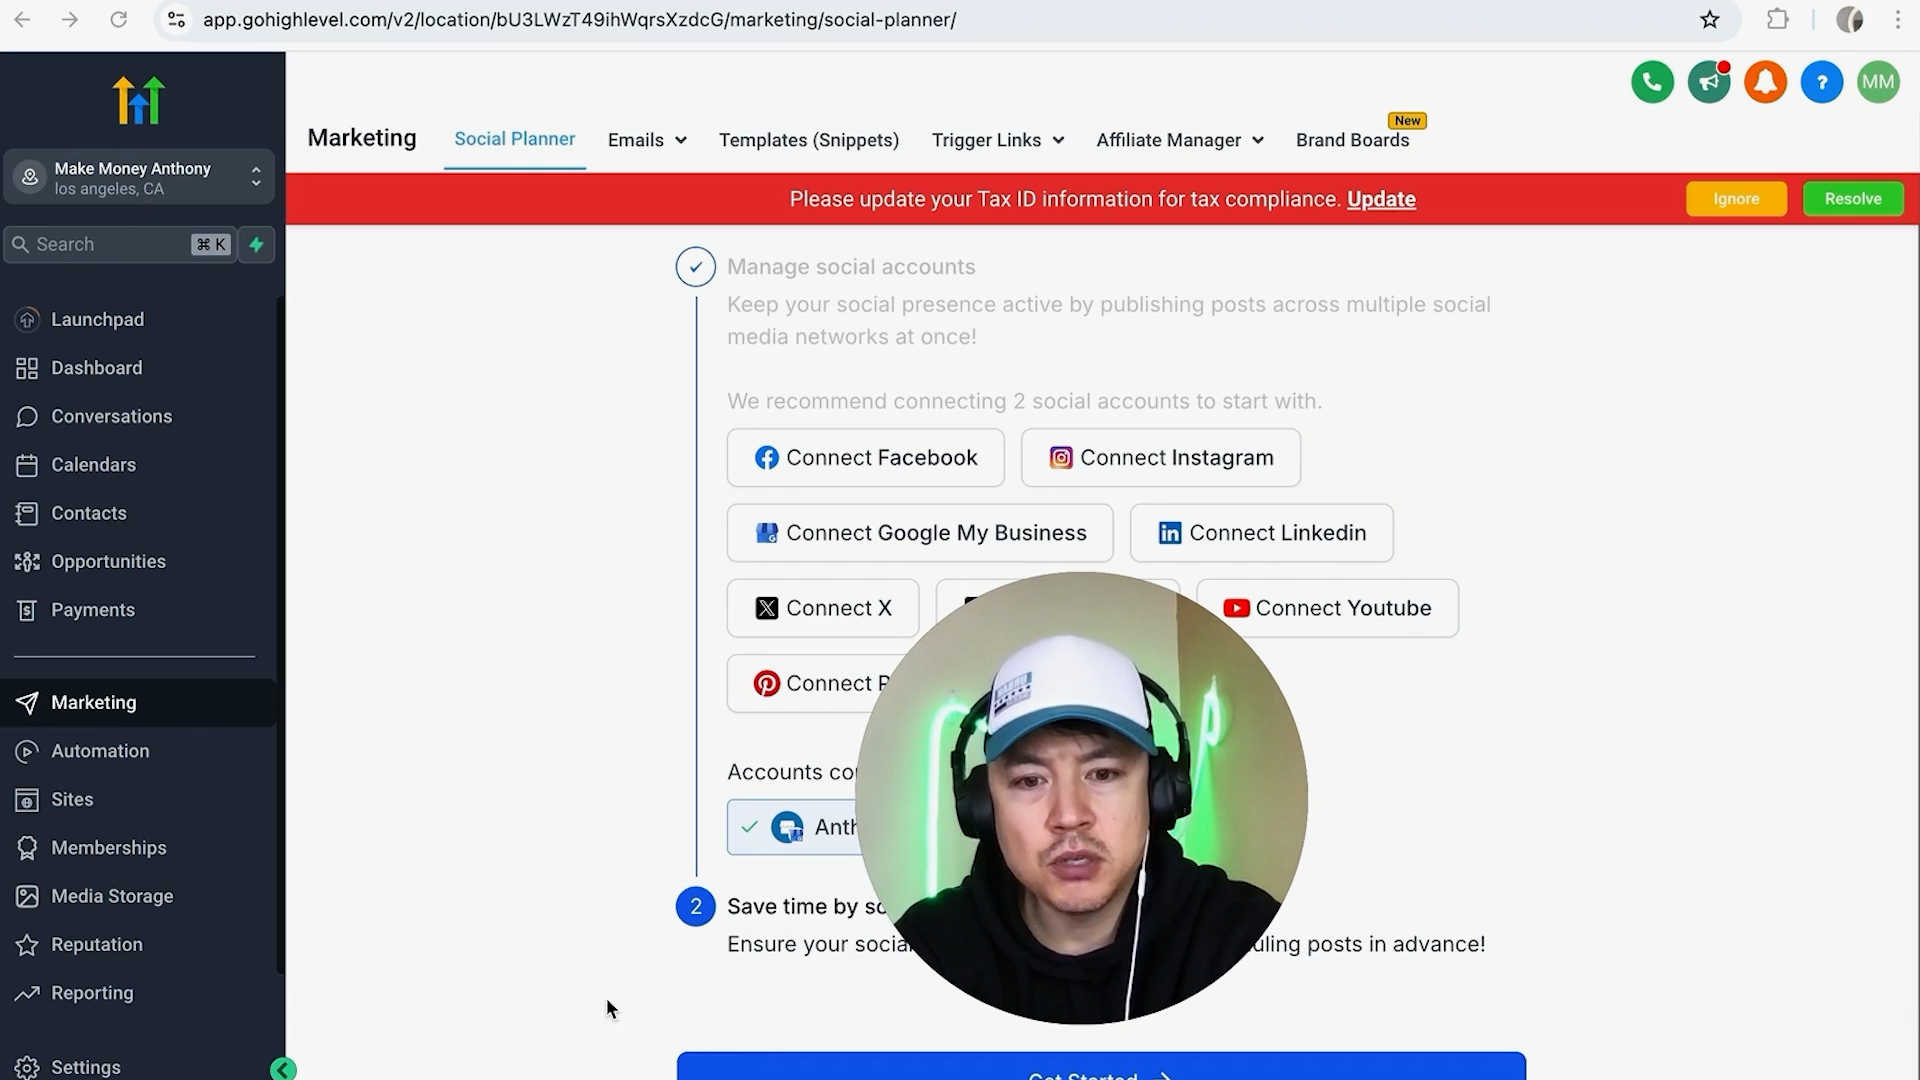 app.gohighlevel.com/v2/location/bU3LWzT49ihWqrsXzdcG/marketing/social-planner/
MM
Marketing
Social Planner
Emails
Templates (Snippets)
Trigger Links
Affiliate Manager
Brand Boards
New
Make Money Anthony
los angeles, CA
Please update your Tax ID information for tax compliance. Update
Ignore
Resolve
Search
⌘ K
Launchpad
Dashboard
Conversations
Calendars
Contacts
Opportunities
Payments
Marketing
Automation
Sites
Memberships
Media Storage
Reputation
Reporting
Settings
Manage social accounts
Keep your social presence active by publishing posts across multiple social
media networks at once!
We recommend connecting 2 social accounts to start with.
Connect Facebook
Connect Instagram
Connect Google My Business
Connect Linkedin
Connect X
Connect Youtube
Connect
Accounts
2
Save time by
Ensure your posts in advance!
Get Started